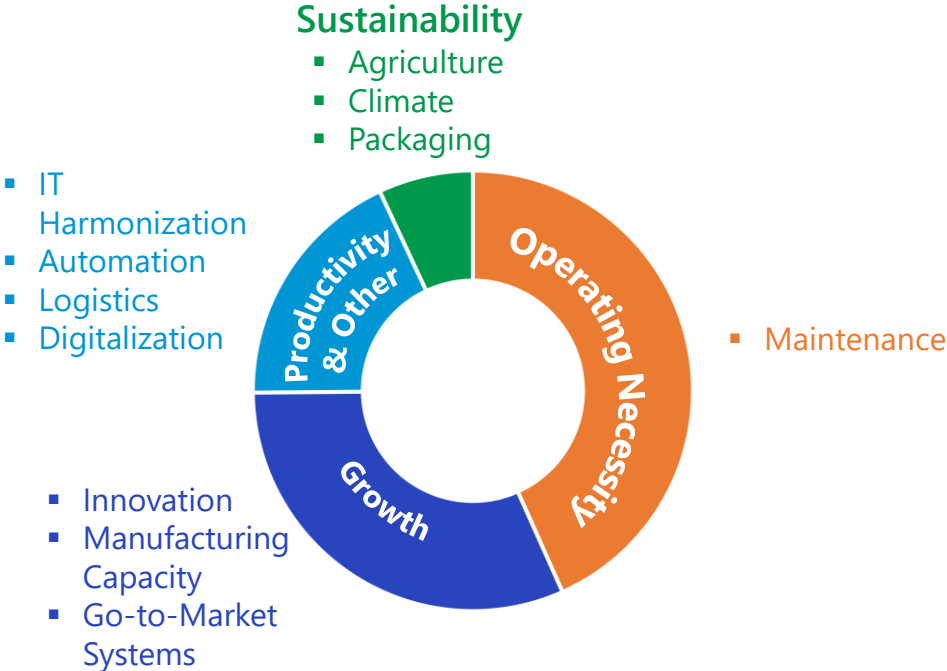 Sustainability
▪ Agriculture
▪ Climate
▪ Packaging
▪ IT
Harmonization
▪ Automation
▪ Logistics
▪ Digitalization
Productivity
& Other
Operating Necessity
▪ Maintenance
Growth
▪ Innovation
▪ Manufacturing
Capacity
▪ Go-to-Market
Systems